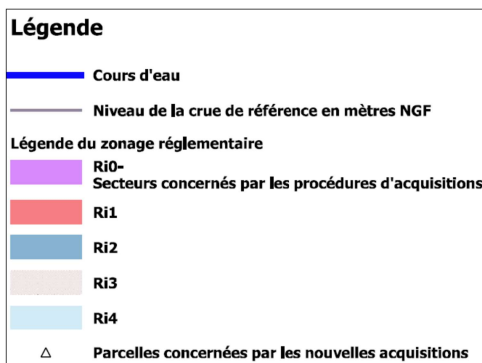 Légende
Cours d'eau
Niveau de la crue de référence en mètres NGF
Légende du zonage réglementaire
Ri0-
Secteurs concernés par les procédures d'acquisitions
Ri1
Ri2
Ri3
Ri4
Parcelles concernées par les nouvelles acquisitions